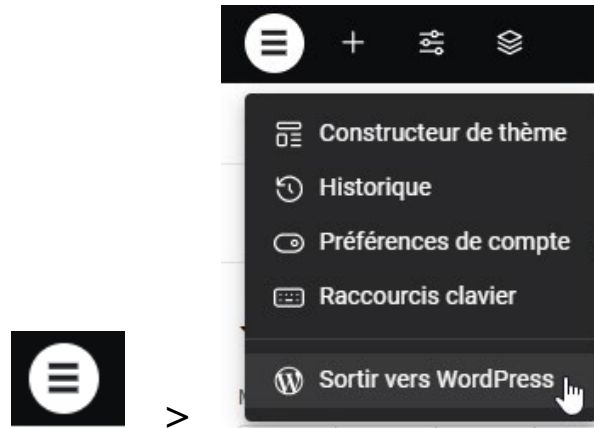 Constructeur de thème
Historique
Préférences de compte
Raccourcis clavier
Sortir vers WordPress
>